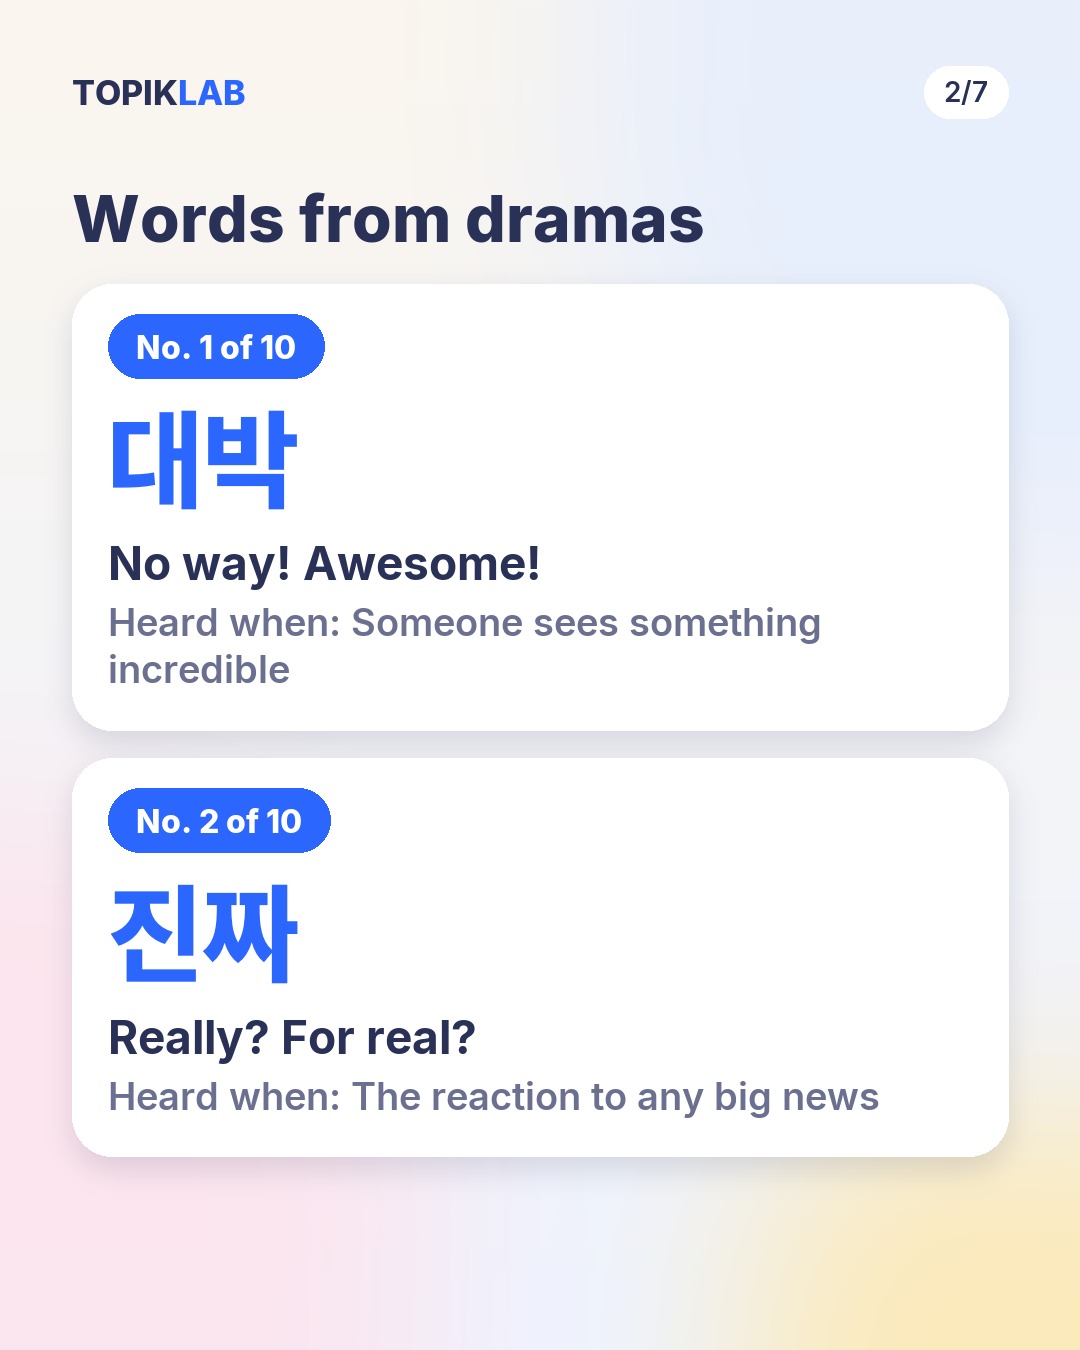 TOPIKLAB
2/7
Words from dramas
No. 1 of 10
대박
No way! Awesome!
Heard when: Someone sees something
incredible
No. 2 of 10
진짜
Really? For real?
Heard when: The reaction to any big news